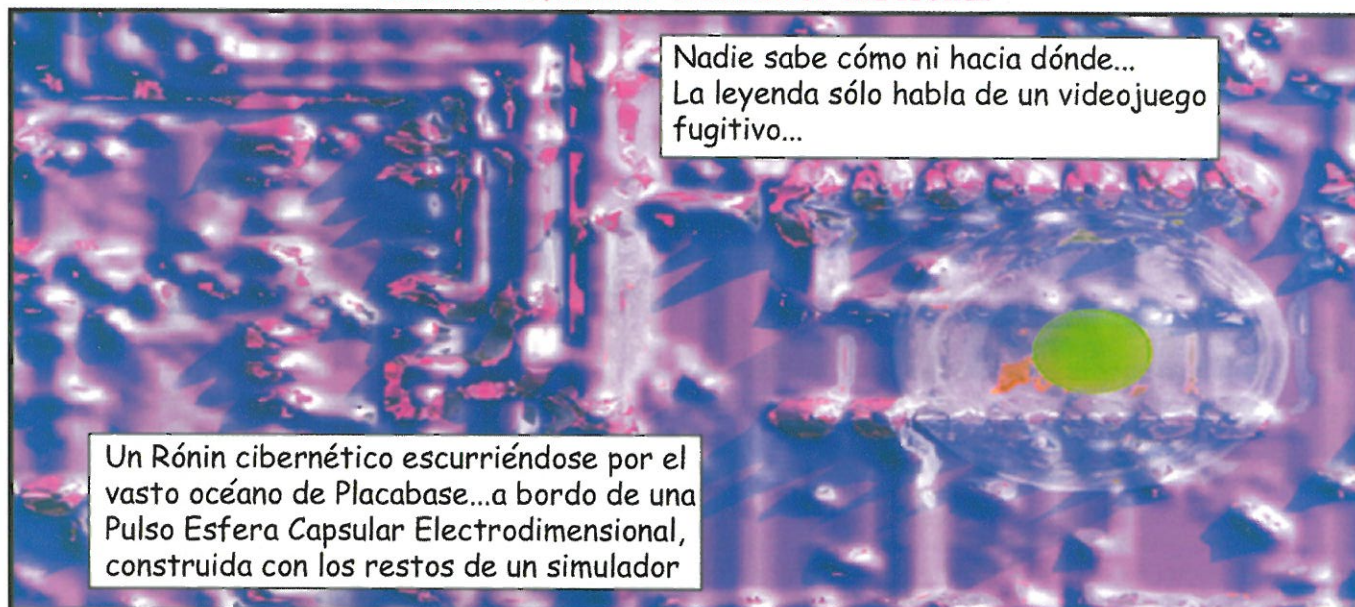 Nadie sabe cómo ni hacia dónde...
La leyenda sólo habla de un videojuego
fugitivo...
Un Rónin cibernético escurriéndose por el
vasto océano de Placabase...a bordo de una
Pulso Esfera Capsular Electrodimensional,
construida con los restos de un simulador